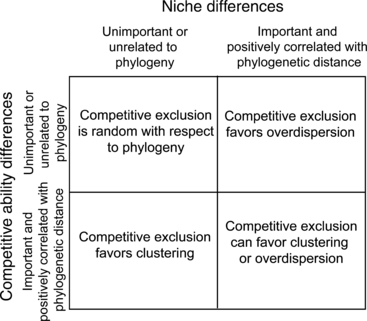 Niche differences
Unimportant or
unrelated to
phylogeny
Important and
positively correlated with
phylogenetic distance
Competitive ability differences
Unimportant or
unrelated to
phylogeny
Competitive exclusion
is random with respect
to phylogeny
Competitive exclusion
favors overdispersion
Important and
positively correlated with
phylogenetic distance
Competitive exclusion
favors clustering
Competitive exclusion
can favor clustering
or overdispersion